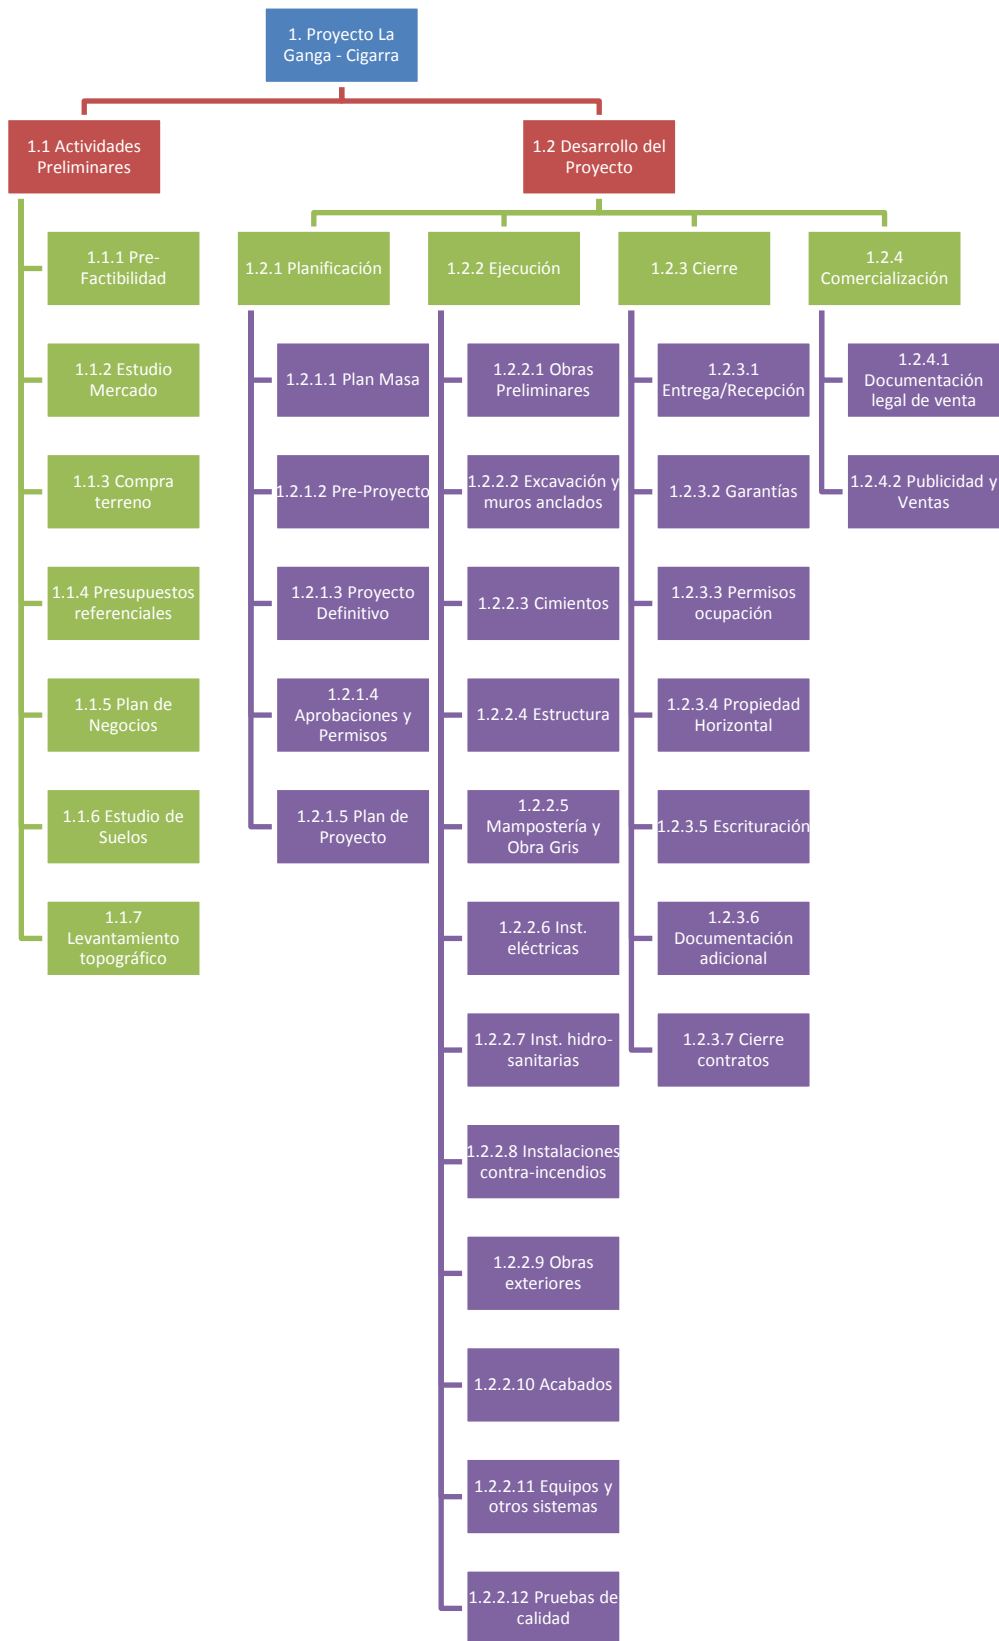 1. Proyecto La
Ganga - Cigarra
1.1 Actividades
Preliminares
1.1.1 Pre-
Factibilidad
1.1.2 Estudio
Mercado
1.1.3 Compra
terreno
1.1.4 Presupuestos
referenciales
1.1.5 Plan de
Negocios
1.1.6 Estudio de
Suelos
1.1.7
Levantamiento
topográfico
1.2 Desarrollo del
Proyecto
1.2.1 Planificación
1.2.1.1 Plan Masa
1.2.1.2 Pre-Proyecto
1.2.1.3 Proyecto
Definitivo
1.2.1.4
Aprobaciones y
Permisos
1.2.1.5 Plan de
Proyecto
1.2.2 Ejecución
1.2.2.1 Obras
Preliminares
1.2.2.2 Excavación y
muros anclados
1.2.2.3 Cimientos
1.2.2.4 Estructura
1.2.2.5
Mampostería y
Obra Gris
1.2.2.6 Inst.
eléctricas
1.2.2.7 Inst. hidro-
sanitarias
1.2.2.8 Instalaciones
contra-incendios
1.2.2.9 Obras
exteriores
1.2.2.10 Acabados
1.2.2.11 Equipos y
otros sistemas
1.2.2.12 Pruebas de
calidad
1.2.3 Cierre
1.2.3.1
Entrega/Recepción
1.2.3.2 Garantías
1.2.3.3 Permisos
ocupación
1.2.3.4 Propiedad
Horizontal
1.2.3.5 Escrituración
1.2.3.6
Documentación
adicional
1.2.3.7 Cierre
contratos
1.2.4
Comercialización
1.2.4.1
Documentación
legal de venta
1.2.4.2 Publicidad y
Ventas